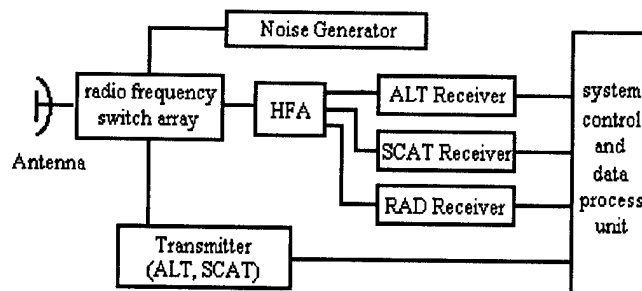 Noise Generator
radio frequency
switch array
HFA
ALT Receiver
SCAT Receiver
RAD Receiver
system
control
and
data
process
unit
Antenna
Transmitter
(ALT, SCAT)